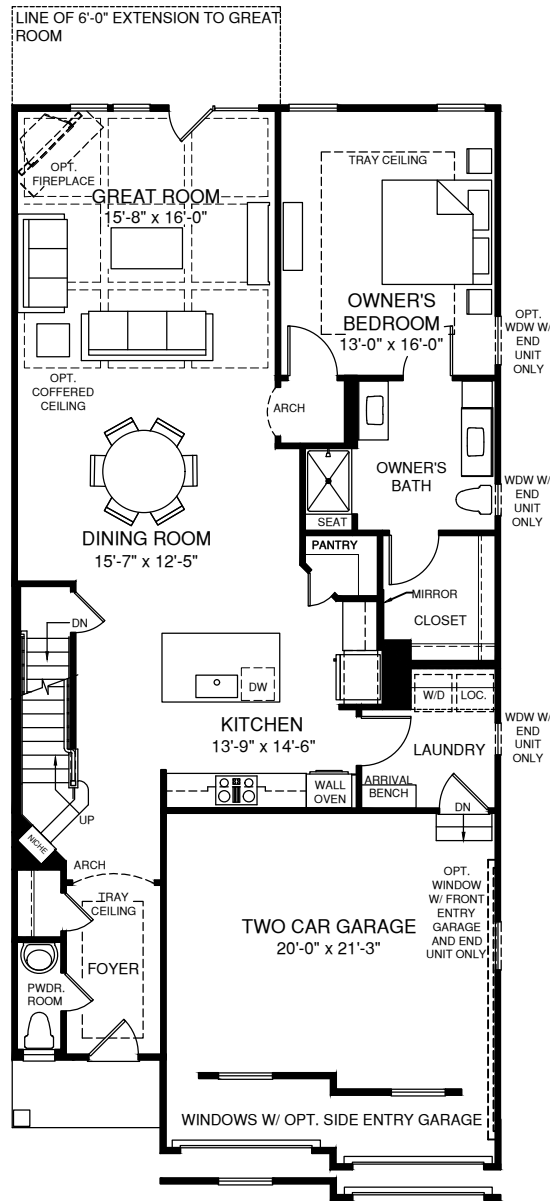 LINE OF 6'-0" EXTENSION TO GREAT
ROOM
OPT.
FIREPLACE
GREAT ROOM
15'-8" x 16'-0"
TRAY CEILING
OWNER'S
BEDROOM
13'-0" x 16'-0"
OPT.
WDW W/
END
UNIT
ONLY
OPT.
COFFERED
CEILING
ARCH
OWNER'S
BATH
WDW W/
END
UNIT
ONLY
SEAT
DINING ROOM
15'-7" x 12'-5"
PANTRY
MIRROR
CLOSET
DN
DW
W/D
LOC.
KITCHEN
13'-9" x 14'-6"
LAUNDRY
WDW W/
END
UNIT
ONLY
WALL
OVEN
ARRIVAL
BENCH
DN
UP
NICHE
ARCH
TRAY
CEILING
FOYER
PWDR.
ROOM
TWO CAR GARAGE
20'-0" x 21'-3"
OPT.
WINDOW
W/ FRONT
ENTRY
GARAGE
AND END
UNIT ONLY
WINDOWS W/ OPT. SIDE ENTRY GARAGE